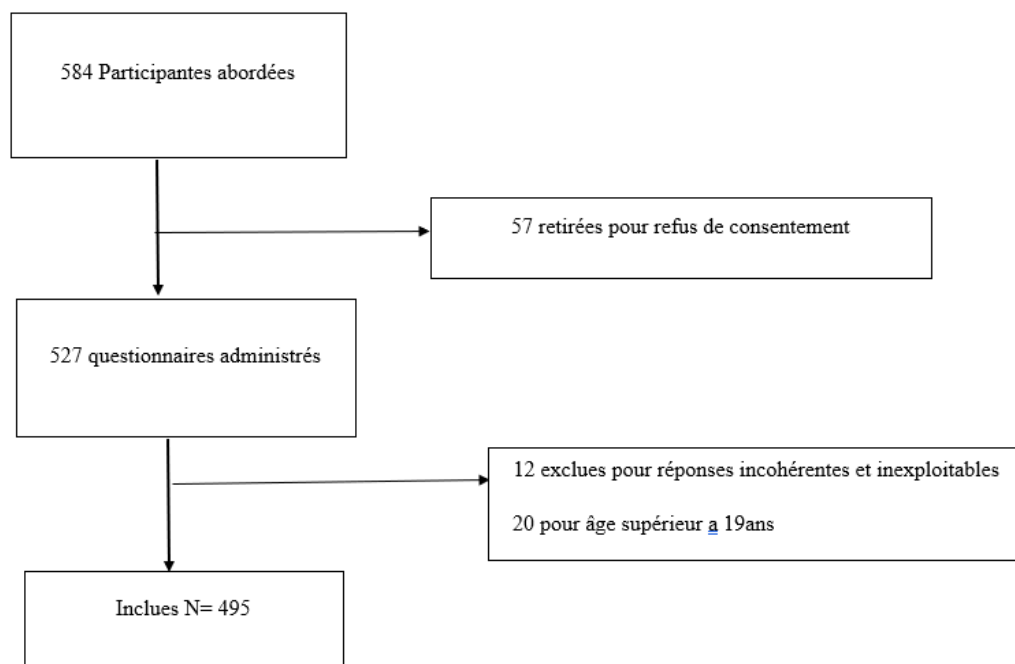 584 Participantes abordées
57 retirées pour refus de consentement
527 questionnaires administrés
12 exclues pour réponses incohérentes et inexploitables
20 pour âge supérieur a 19ans
Inclues N= 495